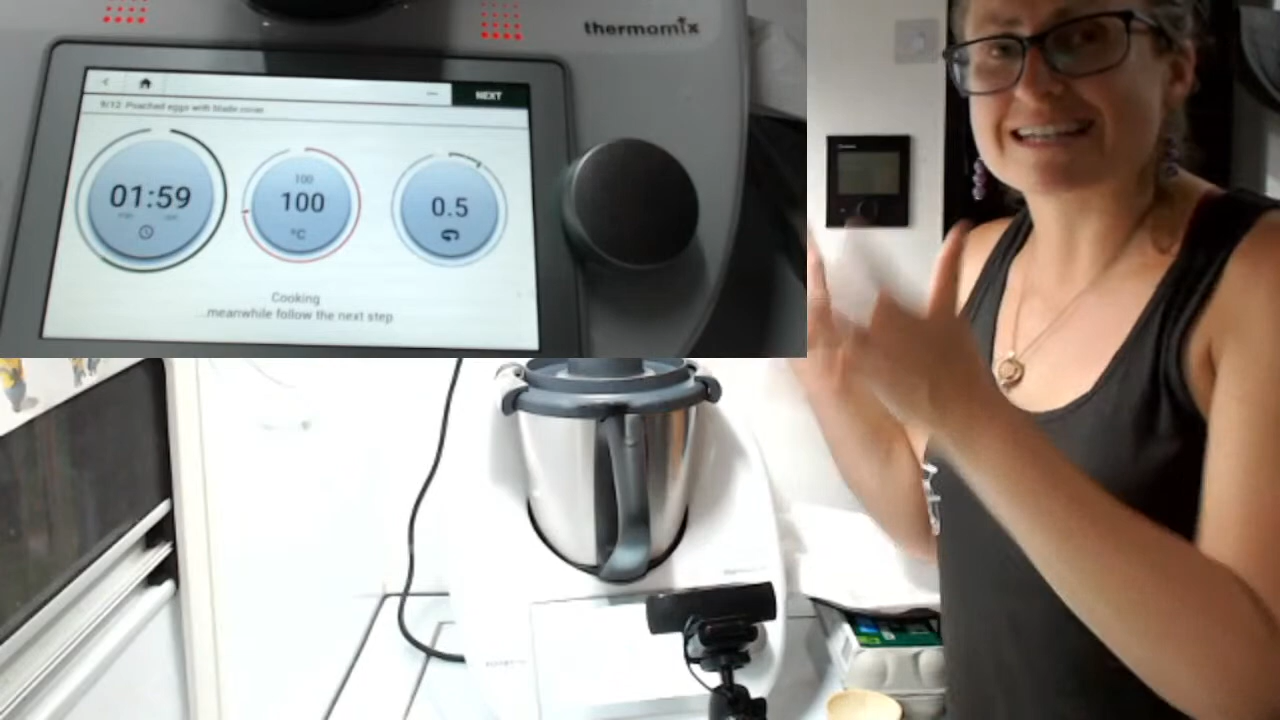 thermomix
NEXT
9/12 Poached eggs with blade cover
01:59
100
100
°C
0.5
Cooking
...meanwhile follow the next step